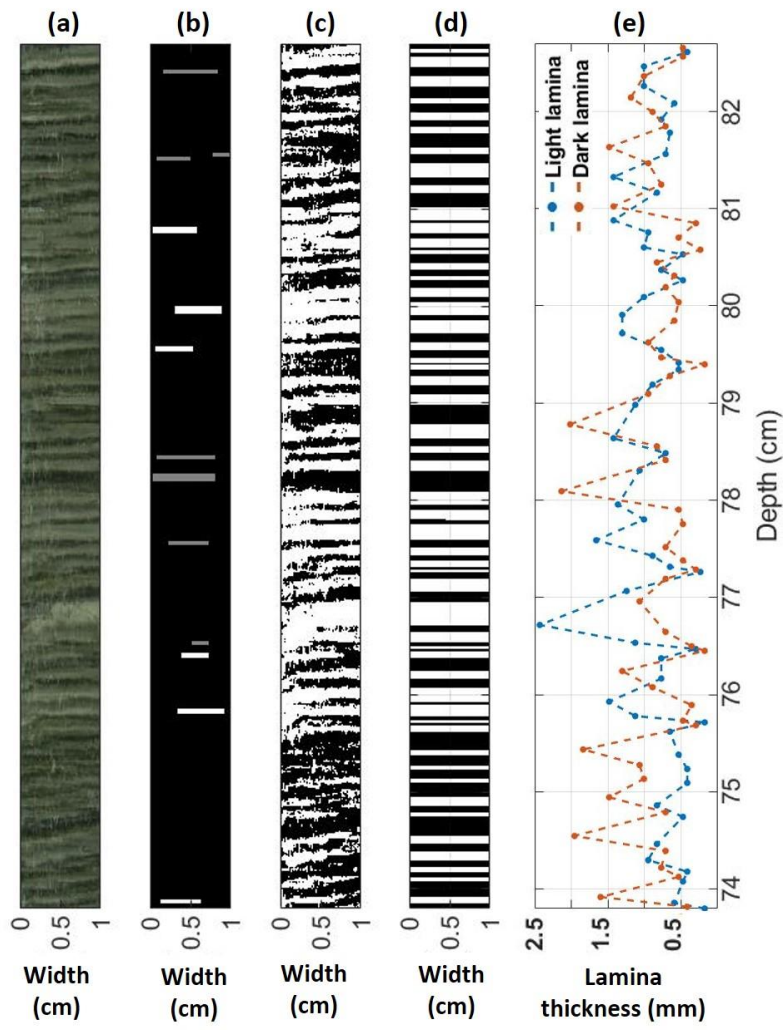 (a) (b) (c) (d) (e)
Light lamina
Dark lamina
82
81
80
79
78
77
76
75
74
Depth (cm)
0 0.5 1 0 0.5 1 0 0.5 1 0 0.5 1 2.5 1.5 0.5
Width Width Width Width Lamina
(cm) (cm) (cm) (cm) thickness (mm)